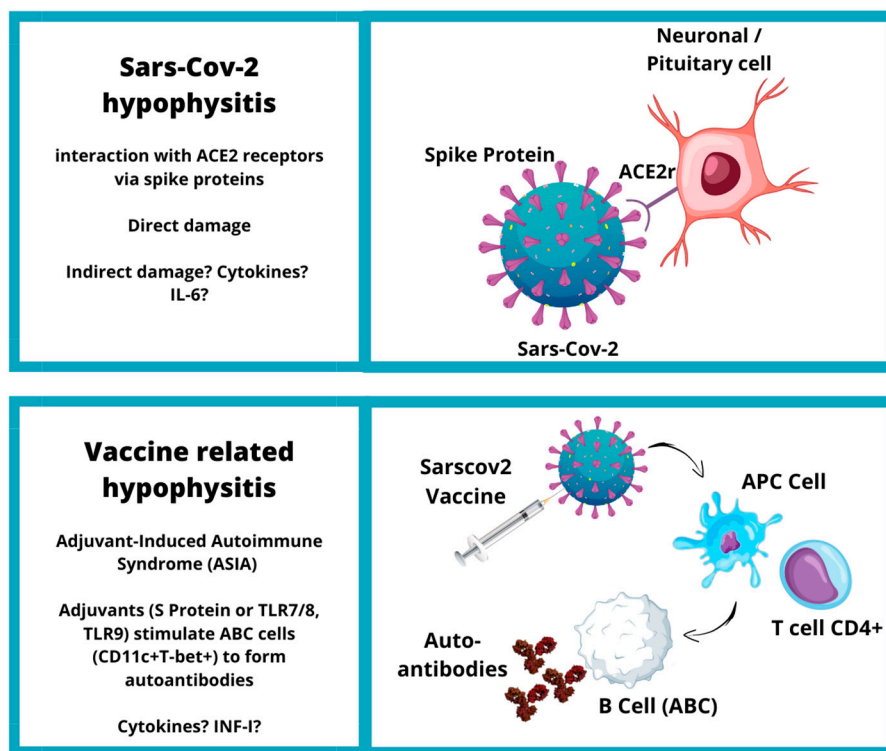 Sars-Cov-2
hypophysitis
interaction with ACE2 receptors
via spike proteins
Direct damage
Indirect damage? Cytokines?
IL-6?
Neuronal /
Pituitary cell
Spike Protein
ACE2r
Sars-Cov-2
Vaccine related
hypophysitis
Adjuvant-Induced Autoimmune
Syndrome (ASIA)
Adjuvants (S Protein or TLR7/8,
TLR9) stimulate ABC cells
(CD11c+T-bet+) to form
autoantibodies
Cytokines? INF-I?
Sarscov2
Vaccine
APC Cell
T cell CD4+
Auto-
antibodies
B Cell (ABC)